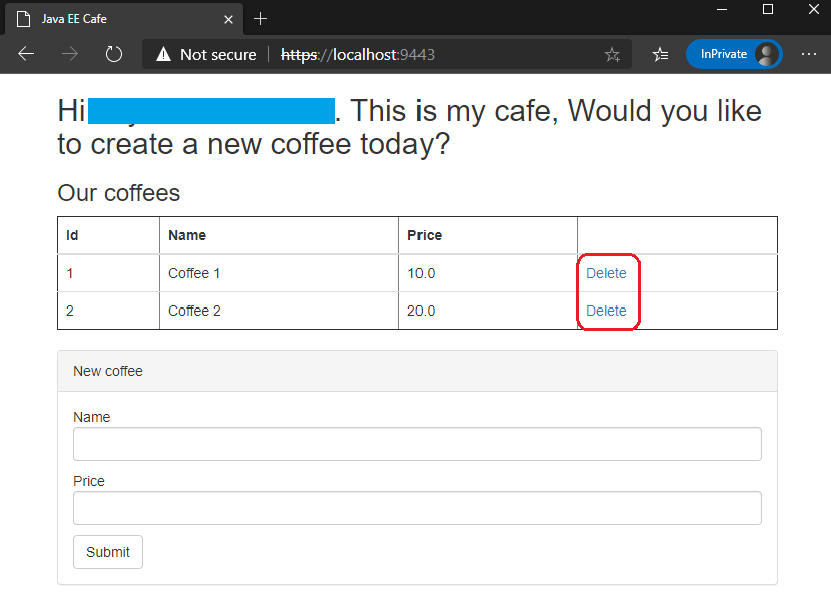 Java EE Cafe
Not secure https://localhost:9443 InPrivate
Hi . This is my cafe, Would you like
to create a new coffee today?
Our coffees
Id Name Price
1 Coffee 1 10.0 Delete
2 Coffee 2 20.0 Delete
New coffee
Name
Price
Submit